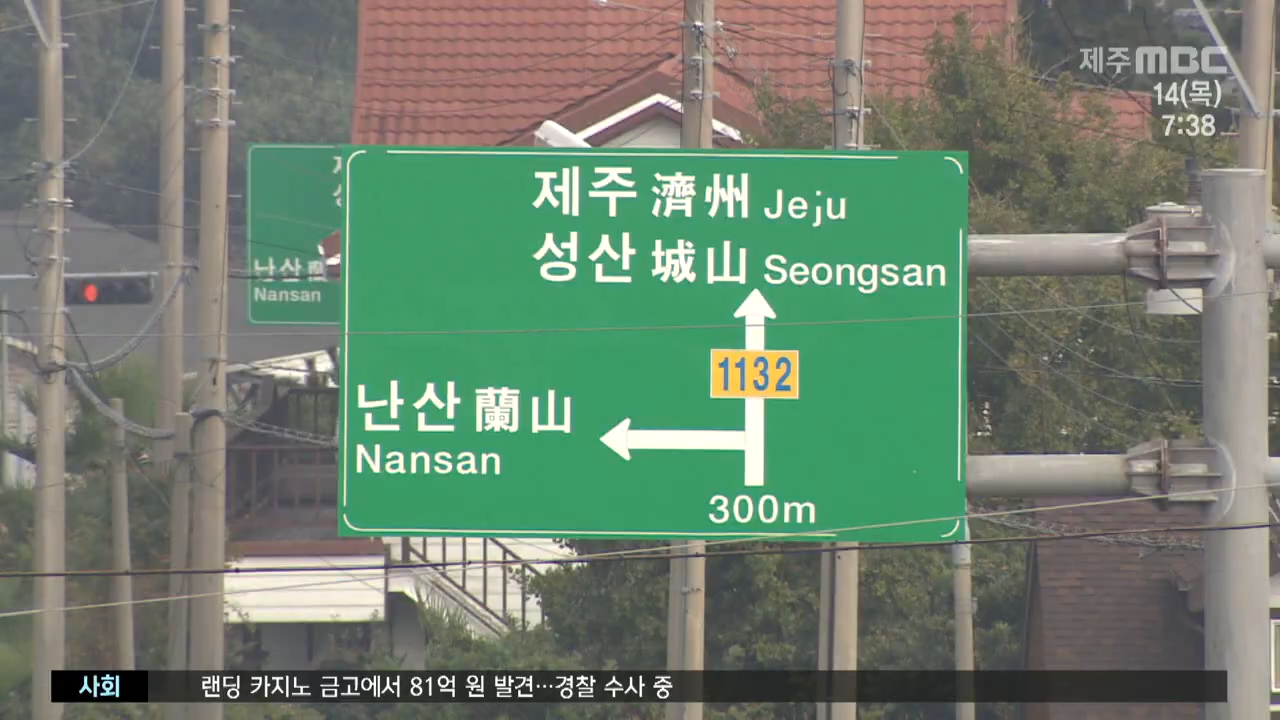 제주MBC
14(목)
7:38
제주 濟州 Jeju
성산 城山 Seongsan
1132
난산 蘭山
Nansan
300m
난산 蘭
Nansan
사회 랜딩 카지노 금고에서 81억 원 발견…경찰 수사 중